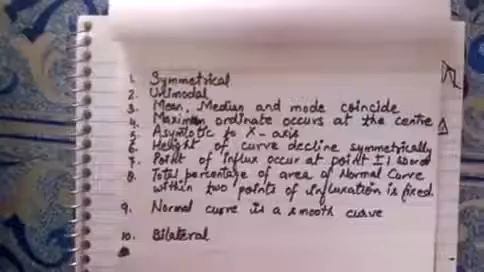 1. Symmetrical
2. Unimodal
3. Mean, Median and mode coincide
4. Maximum ordinate occurs at the centre
5. Asymtotic to X-axis
6. Height of curve decline symmetrically
7. Point of influx occur at point ±1
8. Total percentage of area of Normal Curve
within two points of influxation is fixed
9. Normal curve is a smooth curve
10. Bilateral